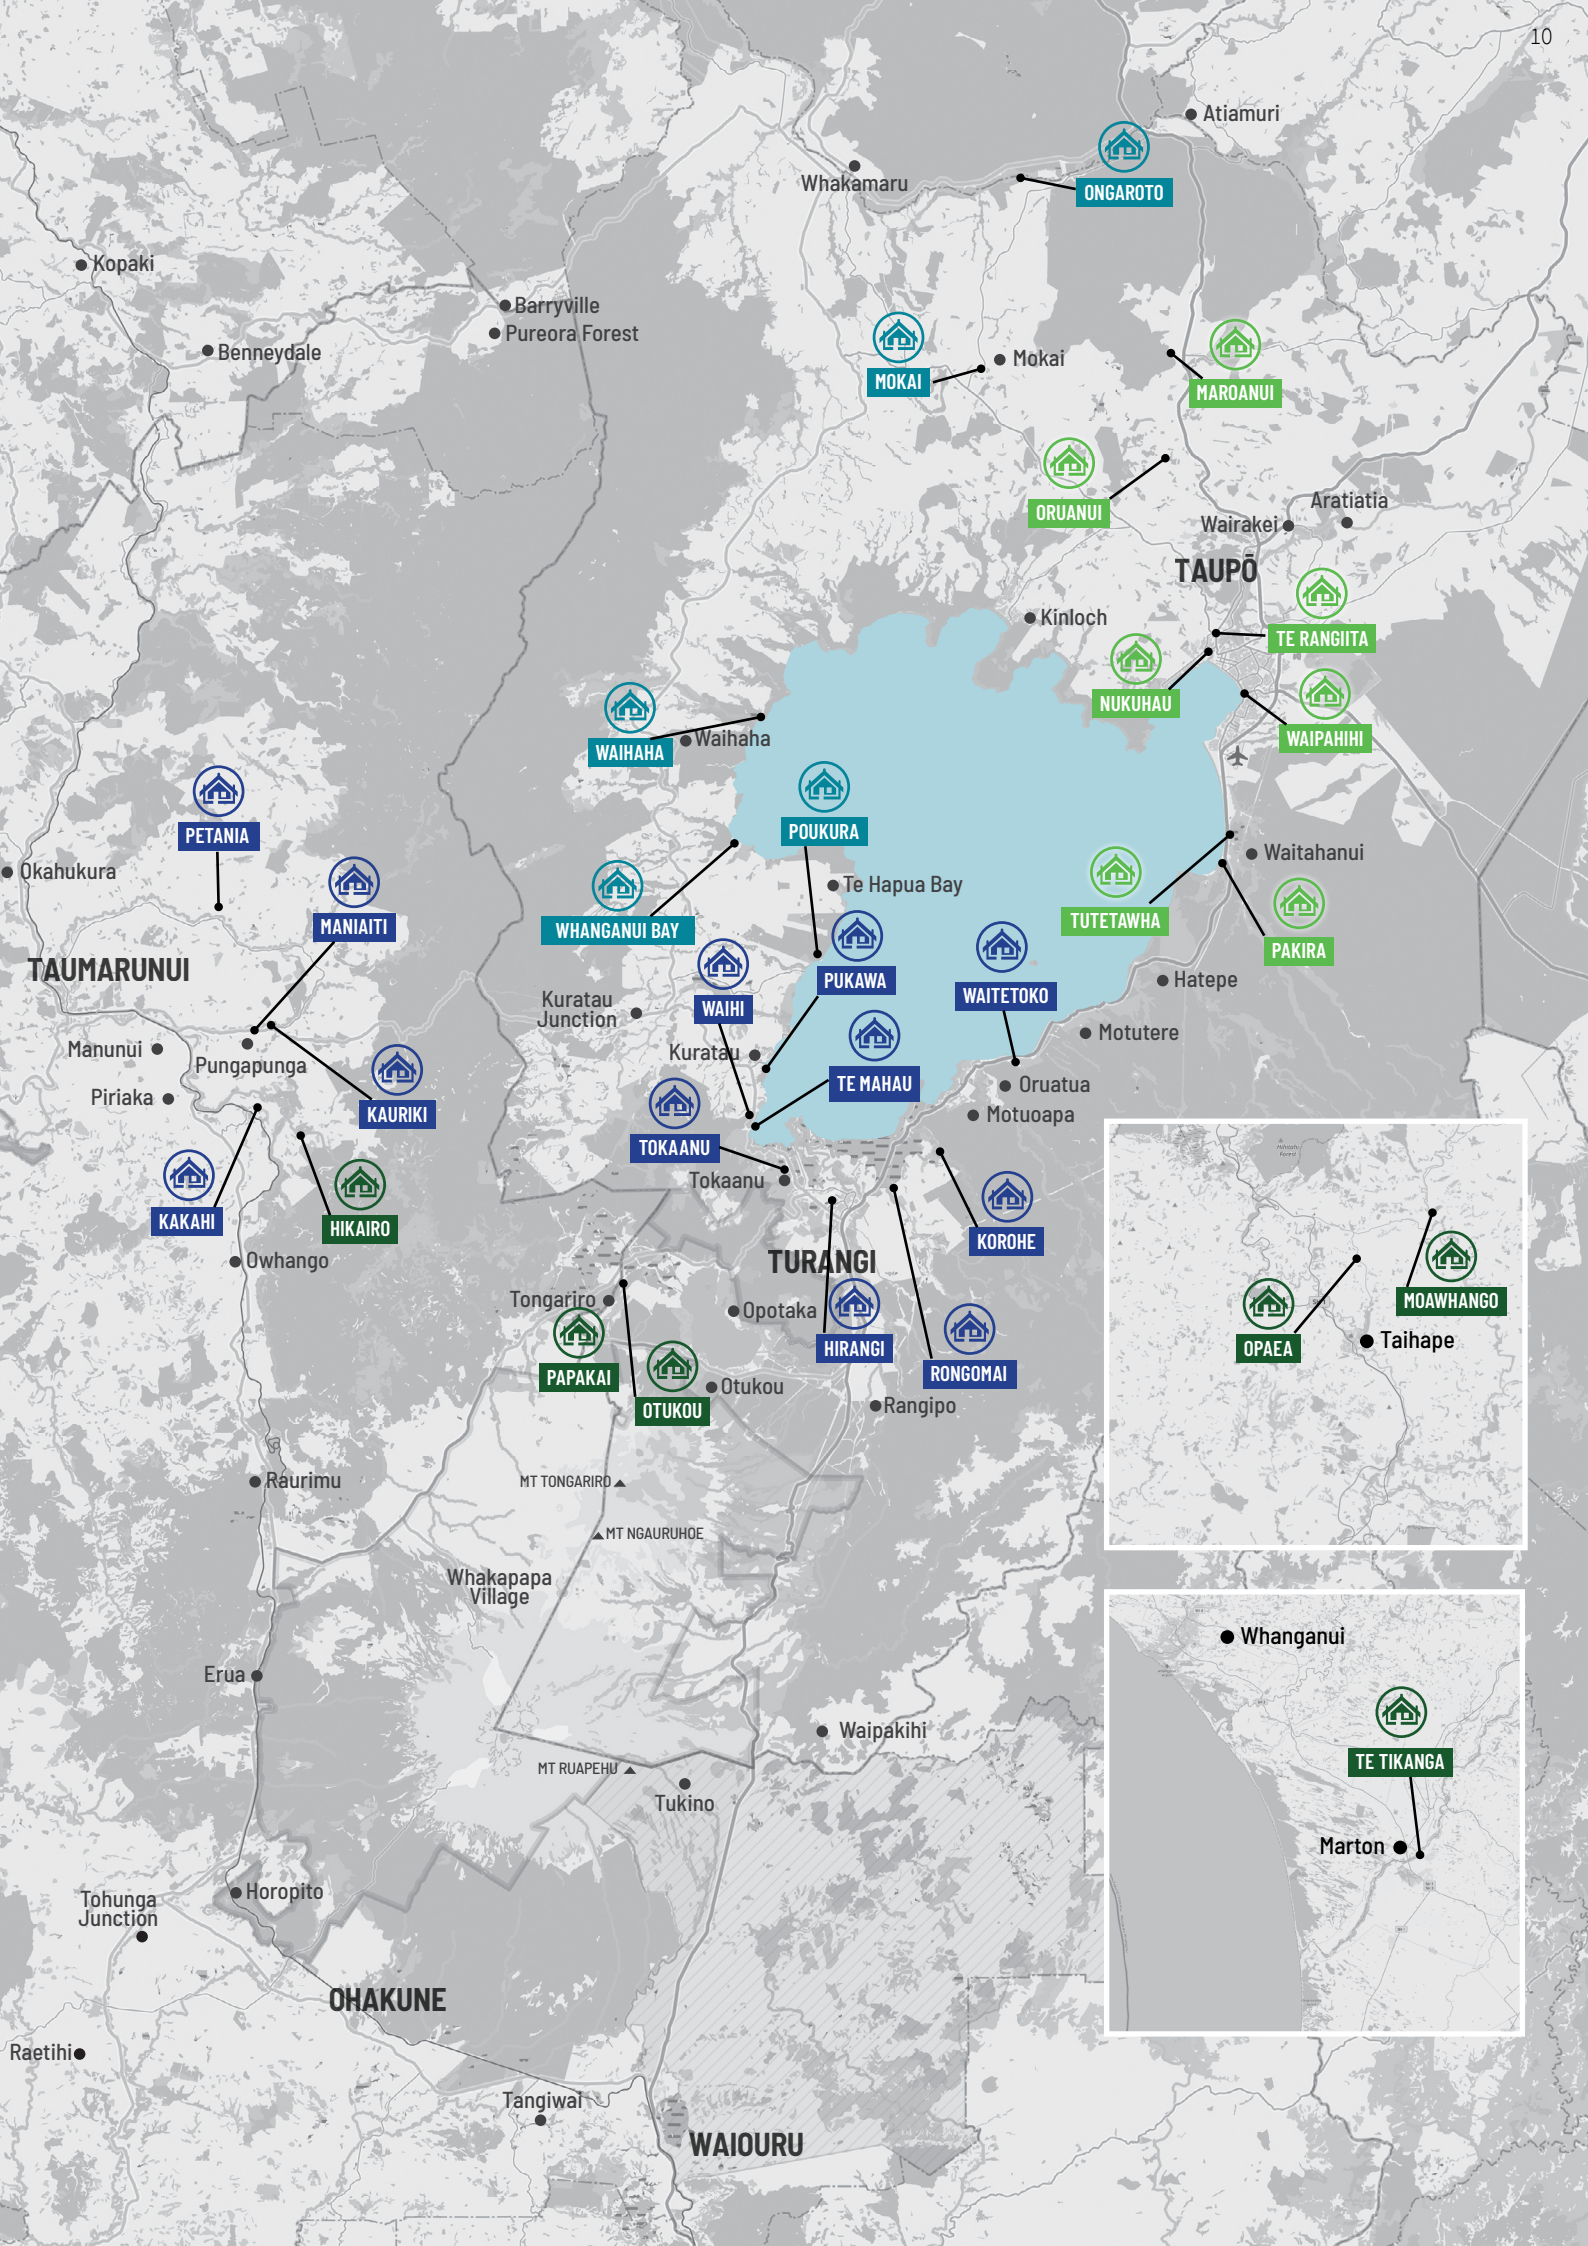 10
Atiamuri
Whakamaru
ONGAROTO
Kopaki
Barryville
Pureora Forest
Benneydale
MOKAI
Mokai
MAROANUI
ORUANUI
Aratiatia
Wairakei
TAUPŌ
Kinloch
TE RANGIITA
NUKUHAU
WAIPAHIHI
WAIHAHA
Waihaha
PETANIA
POUKURA
Okahukura
Waitahanui
Te Hapua Bay
MANIAITI
WHANGANUI BAY
TUTETAWHA
PAKIRA
TAUMARUNUI
PUKAWA
Hatepe
WAITETOKO
WAIHI
Kuratau
Junction
Motutere
Manunui
Pungapunga
Kuratau
TE MAHAU
Oruatua
Piriaka
KAURIKI
Motuoapa
TOKAANU
Tokaanu
KAKAHI
HIKAIRO
KOROHE
Owhango
TURANGI
Hihitahi
Forest
Tongariro
Opotaka
MOAWHANGO
HIRANGI
OPAEA
Taihape
PAPAKAI
RONGOMAI
Otukou
OTUKOU
Rangipo
Raurimu
MT TONGARIRO
MT NGAURUHOE
Whakapapa
Village
Whanganui
Erua
Waipakihi
MT RUAPEHU
TE TIKANGA
Tukino
Marton
Horopito
Tohunga
Junction
OHAKUNE
Raetihi
Tangiwai
WAIOURU